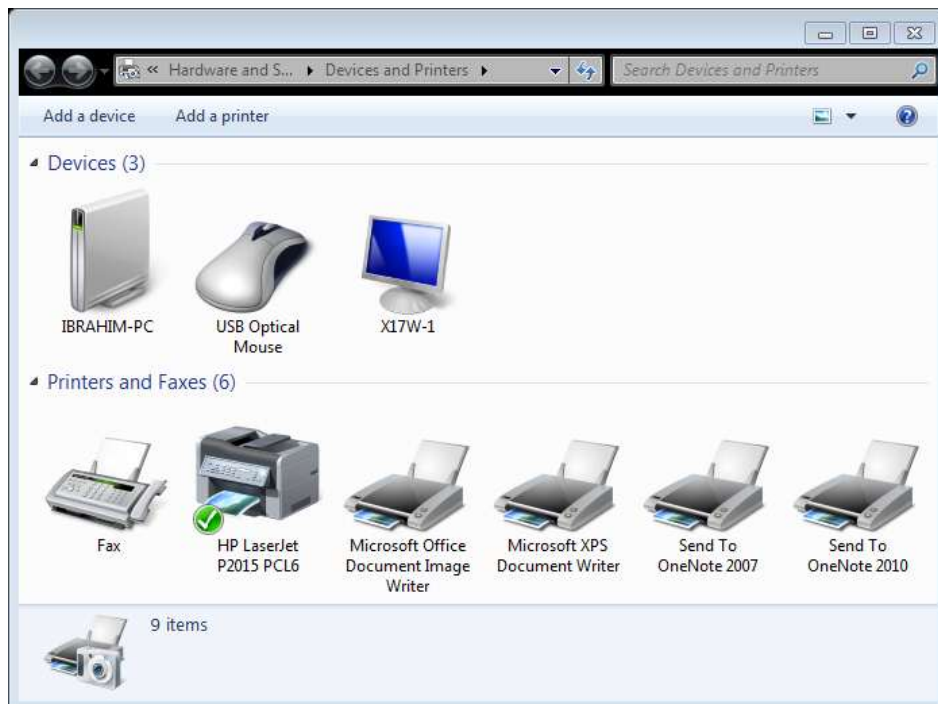 « Hardware and S... ▸ Devices and Printers ▸ Search Devices and Printers
Add a device Add a printer
Devices (3)
IBRAHIM-PC
USB Optical
Mouse
X17W-1
Printers and Faxes (6)
Fax
HP LaserJet
P2015 PCL6
Microsoft Office
Document Image
Writer
Microsoft XPS
Document Writer
Send To
OneNote 2007
Send To
OneNote 2010
9 items